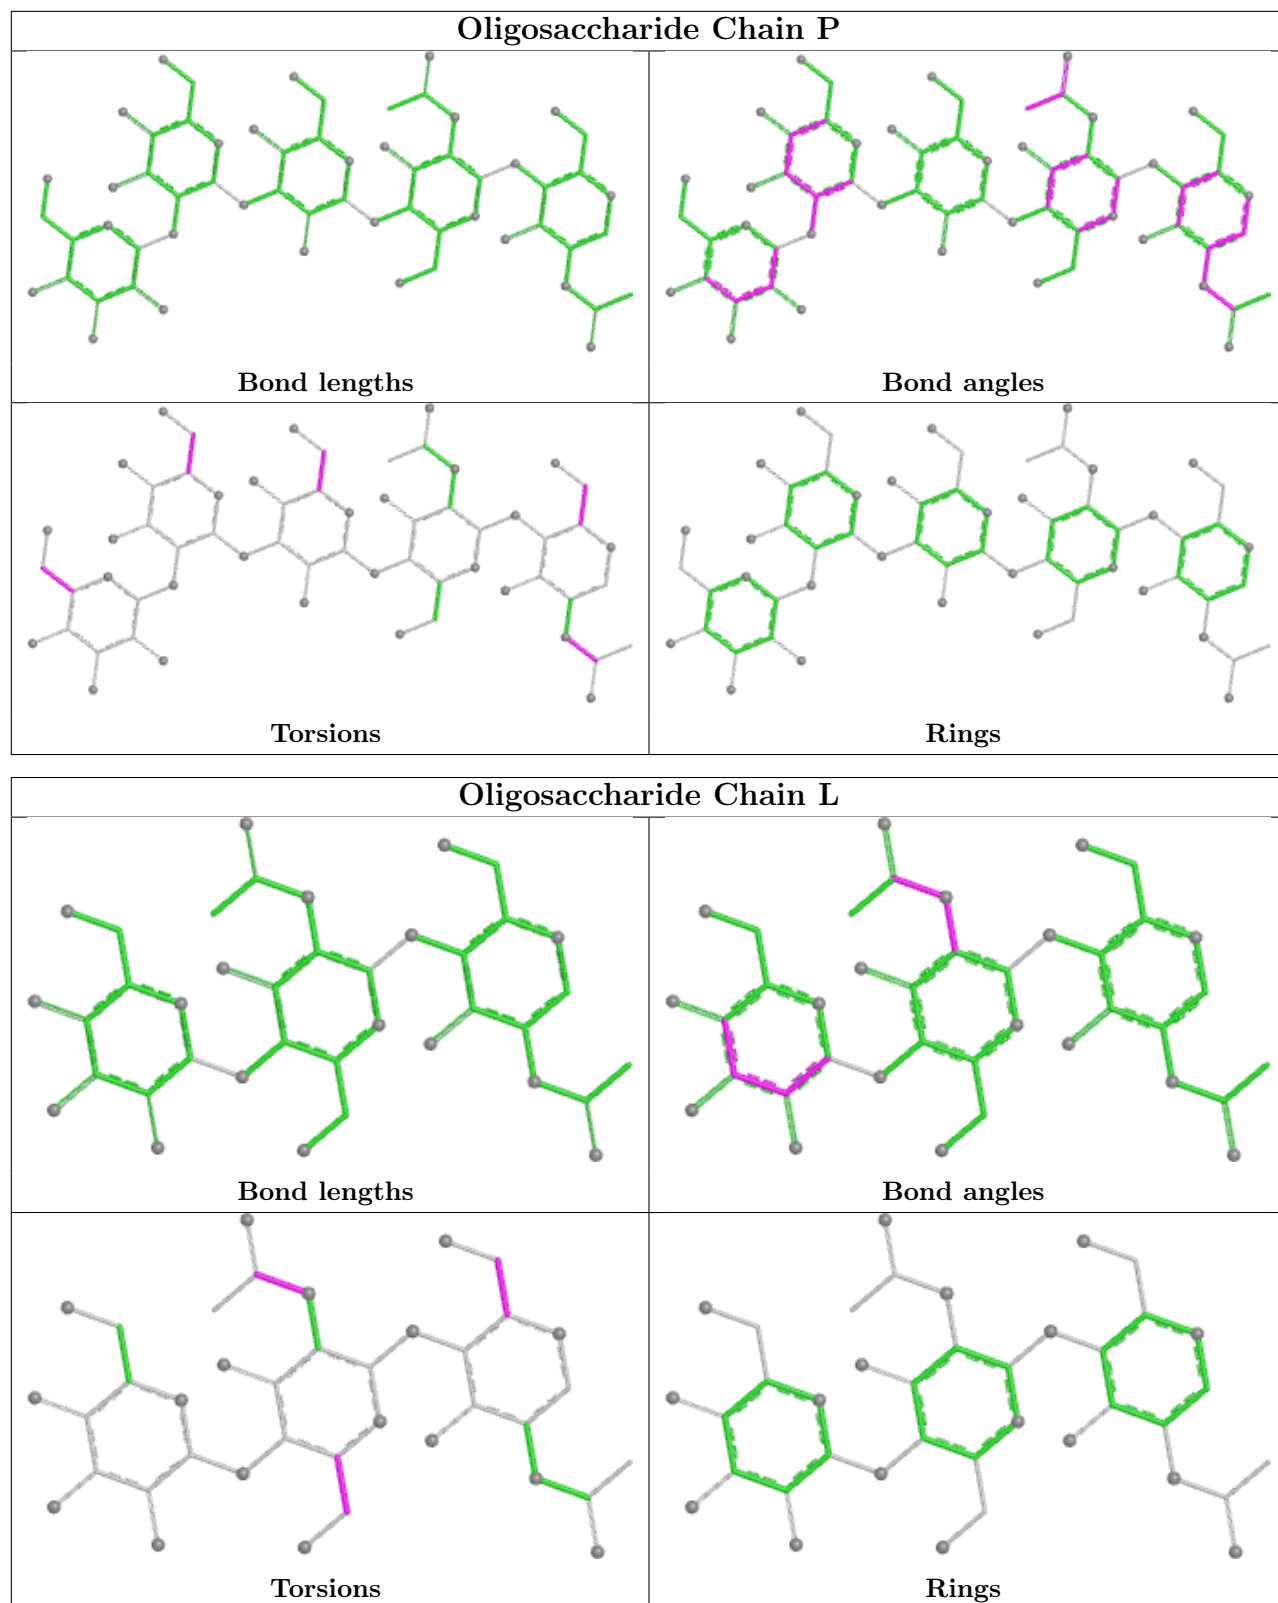 Oligosaccharide Chain P
Bond lengths
Bond angles
Torsions
Rings
Oligosaccharide Chain L
Bond lengths
Bond angles
Torsions
Rings